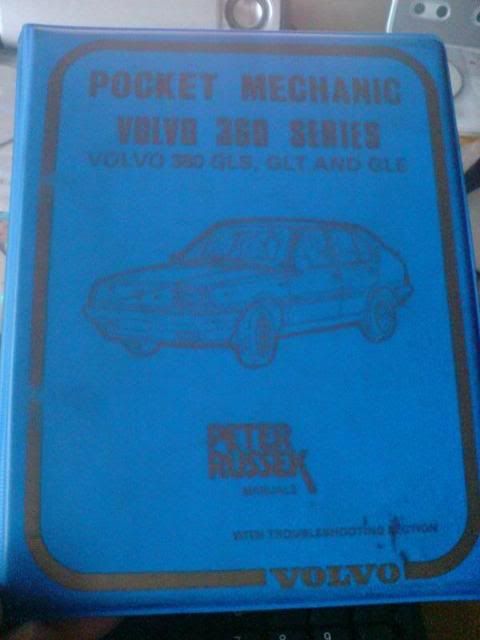 POCKET MECHANIC
VOLVO 360 SERIES
VOLVO 360 GLS, GLT AND GLE
PETER
RUSSEK
MANUALS
WITH TROUBLESHOOTING SECTION
VOLVO